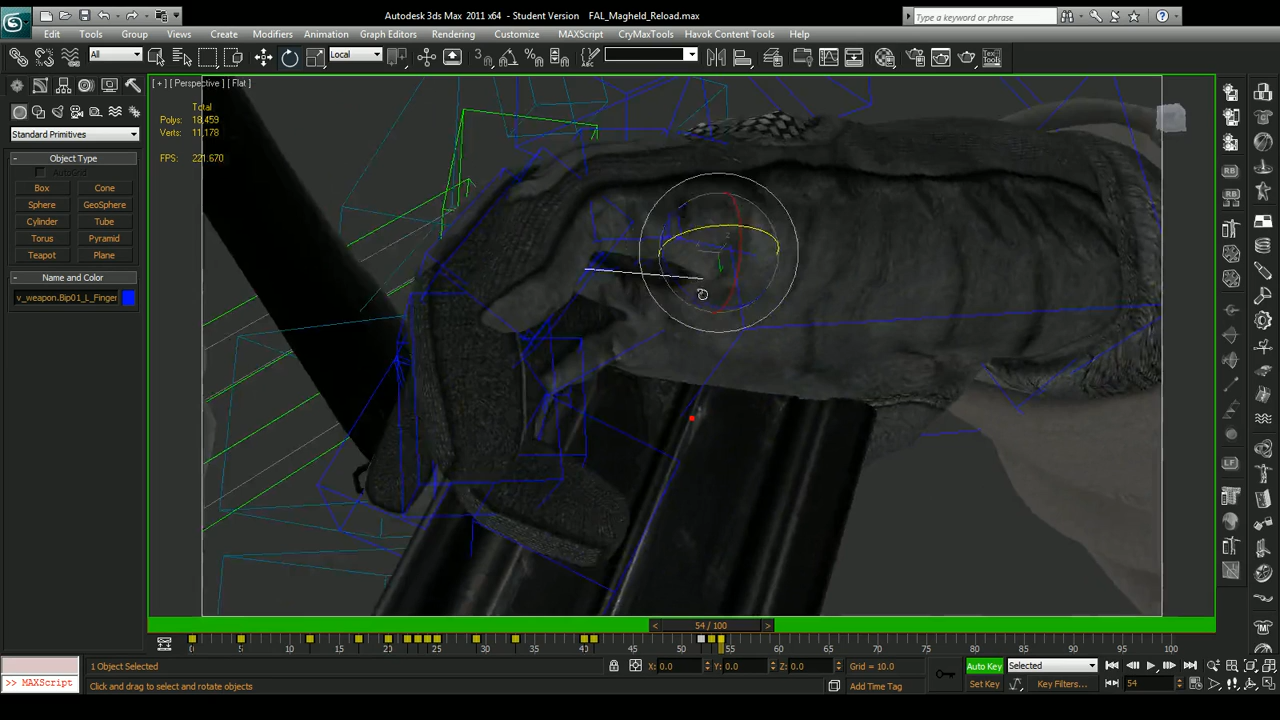 Autodesk 3ds Max 2011 x64 - Student Version FAL_Magheld_Reload.max
Type a keyword or phrase
Edit Tools Group Views Create Modifiers Animation Graph Editors Rendering Customize MAXScript CryMaxTools Havok Content Tools Help
All Local
Text Tools
[ + ] [ Perspective ] [ Flat ]
Total
Polys: 18,459
Verts: 11,178
FPS: 221.670
Standard Primitives
- Object Type
AutoGrid
Box Cone
Sphere GeoSphere
Cylinder Tube
Torus Pyramid
Teapot Plane
- Name and Color
v_weapon.Bip01_L_Finger
RB
RB
LF
< 54 / 100 >
0 5 10 15 20 25 30 35 40 45 50 55 60 65 70 75 80 85 90 95 100
1 Object Selected X: 0.0 Y: 0.0 Z: 0.0 Grid = 10.0 Auto Key Selected
>> MAXScript Click and drag to select and rotate objects Add Time Tag Set Key Key Filters... 54